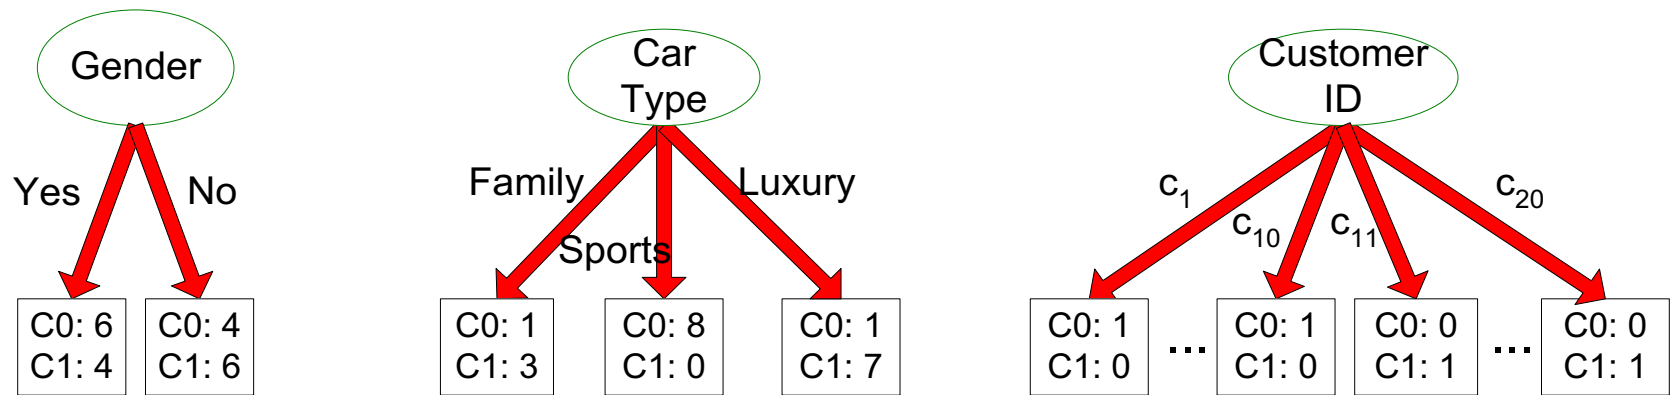 Gender
Yes
No
C0: 6
C1: 4
C0: 4
C1: 6
Car
Type
Family
Sports
Luxury
C0: 1
C1: 3
C0: 8
C1: 0
C0: 1
C1: 7
Customer
ID
c₁
c₁₀
c₁₁
c₂₀
C0: 1
C1: 0
...
C0: 1
C1: 0
C0: 0
C1: 1
...
C0: 0
C1: 1